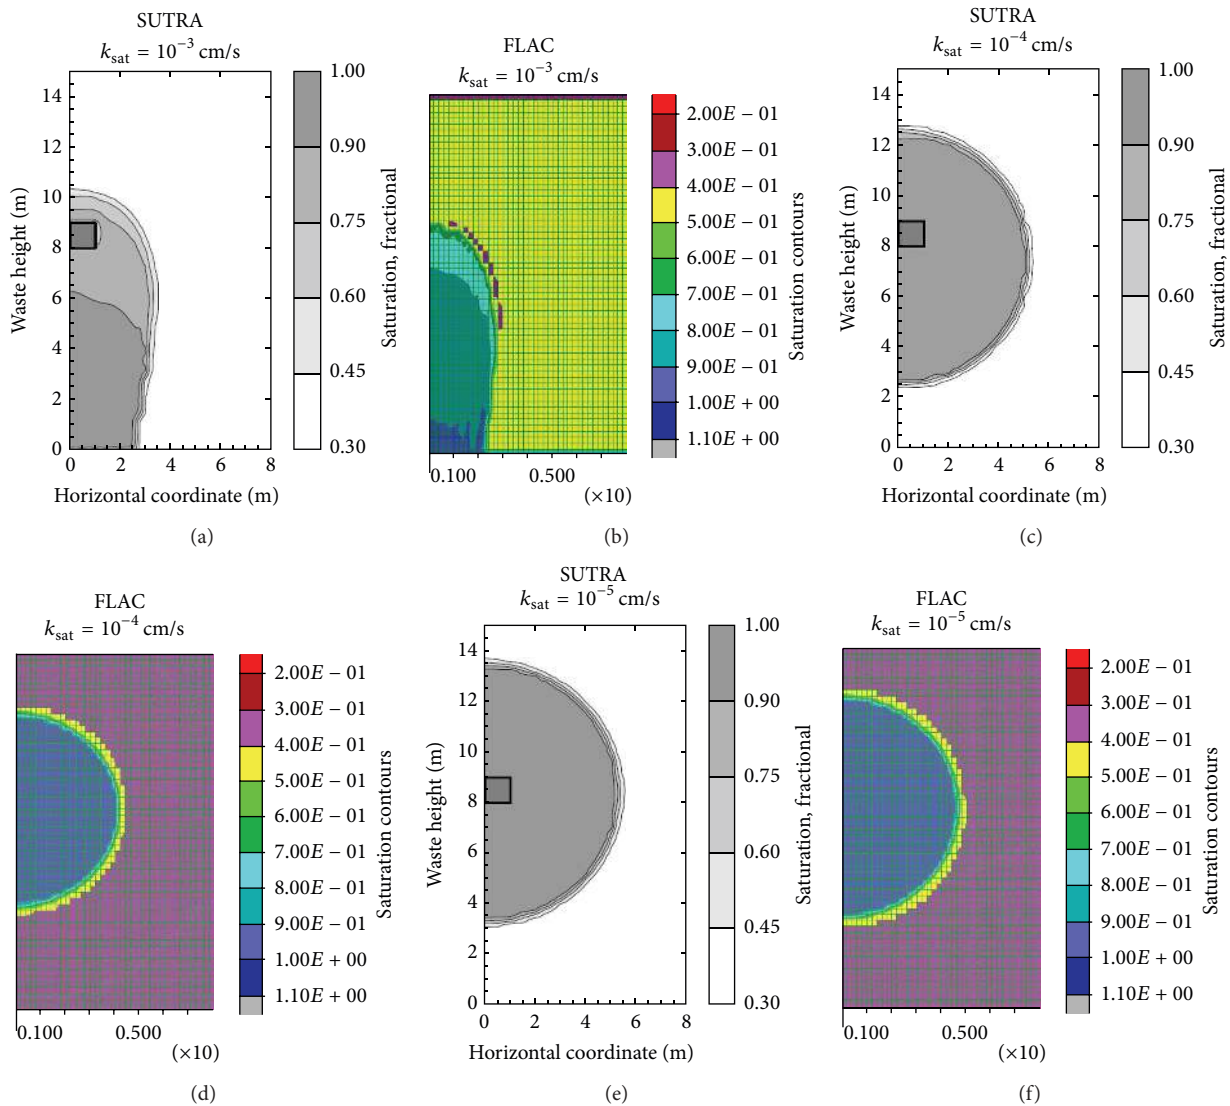 SUTRA
k_sat = 10^−3 cm/s
14
12
10
8
6
4
2
0
Waste height (m)
0 2 4 6 8
Horizontal coordinate (m)
1.00
0.90
0.75
0.60
0.45
0.30
Saturation, fractional
(a)
FLAC
k_sat = 10^−3 cm/s
0.100 0.500
(×10)
2.00E − 01
3.00E − 01
4.00E − 01
5.00E − 01
6.00E − 01
7.00E − 01
8.00E − 01
9.00E − 01
1.00E + 00
1.10E + 00
Saturation contours
(b)
SUTRA
k_sat = 10^−4 cm/s
14
12
10
8
6
4
2
0
Waste height (m)
0 2 4 6 8
Horizontal coordinate (m)
1.00
0.90
0.75
0.60
0.45
0.30
Saturation, fractional
(c)
FLAC
k_sat = 10^−4 cm/s
0.100 0.500
(×10)
2.00E − 01
3.00E − 01
4.00E − 01
5.00E − 01
6.00E − 01
7.00E − 01
8.00E − 01
9.00E − 01
1.00E + 00
1.10E + 00
Saturation contours
(d)
SUTRA
k_sat = 10^−5 cm/s
14
12
10
8
6
4
2
0
Waste height (m)
0 2 4 6 8
Horizontal coordinate (m)
1.00
0.90
0.75
0.60
0.45
0.30
Saturation, fractional
(e)
FLAC
k_sat = 10^−5 cm/s
0.100 0.500
(×10)
2.00E − 01
3.00E − 01
4.00E − 01
5.00E − 01
6.00E − 01
7.00E − 01
8.00E − 01
9.00E − 01
1.00E + 00
1.10E + 00
Saturation contours
(f)